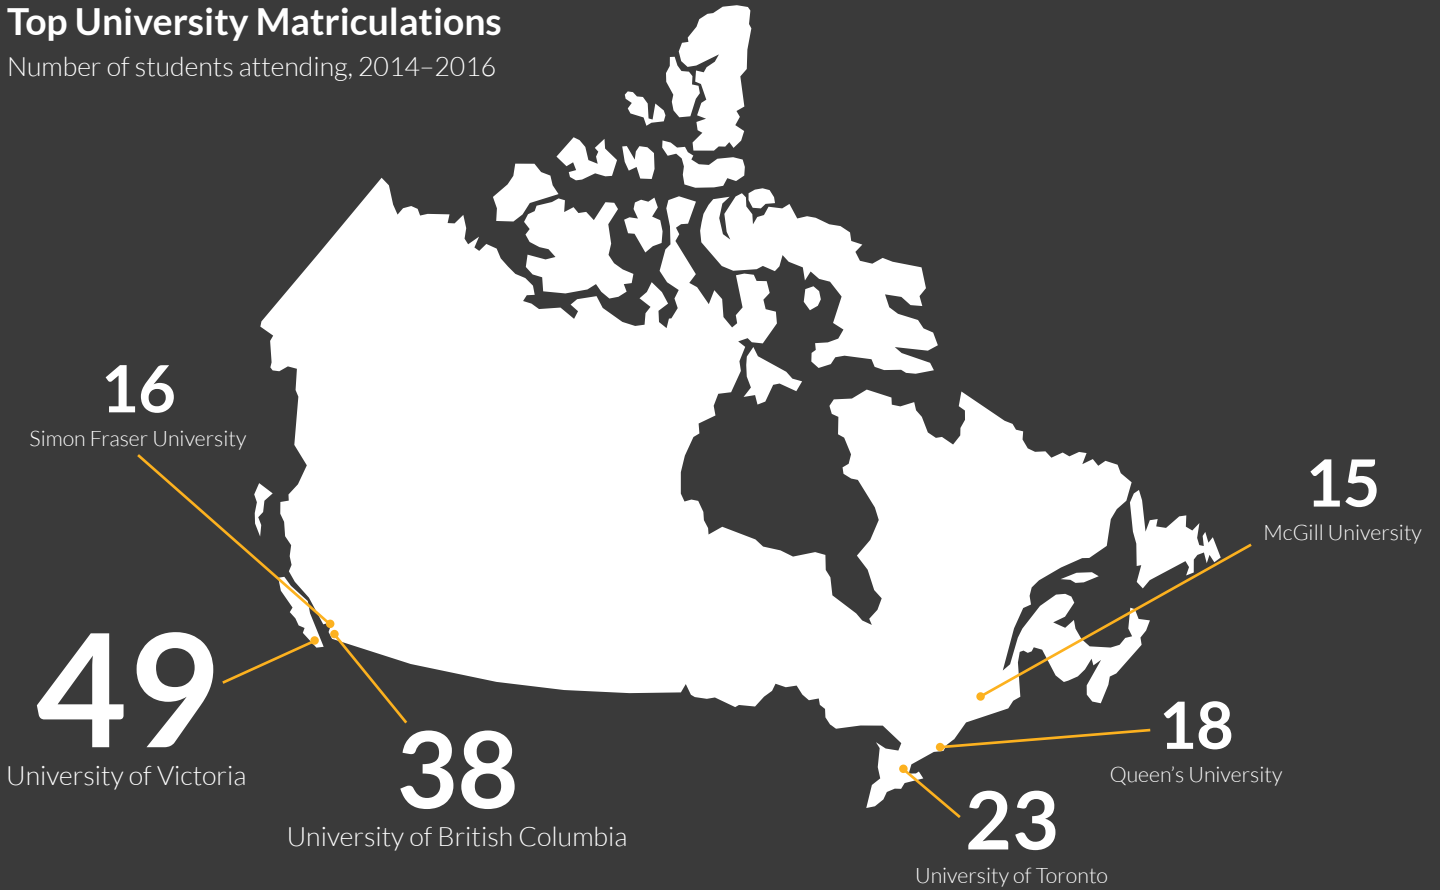 Top University Matriculations
Number of students attending, 2014–2016
16
Simon Fraser University
15
McGill University
49
University of Victoria
38
University of British Columbia
18
Queen’s University
23
University of Toronto